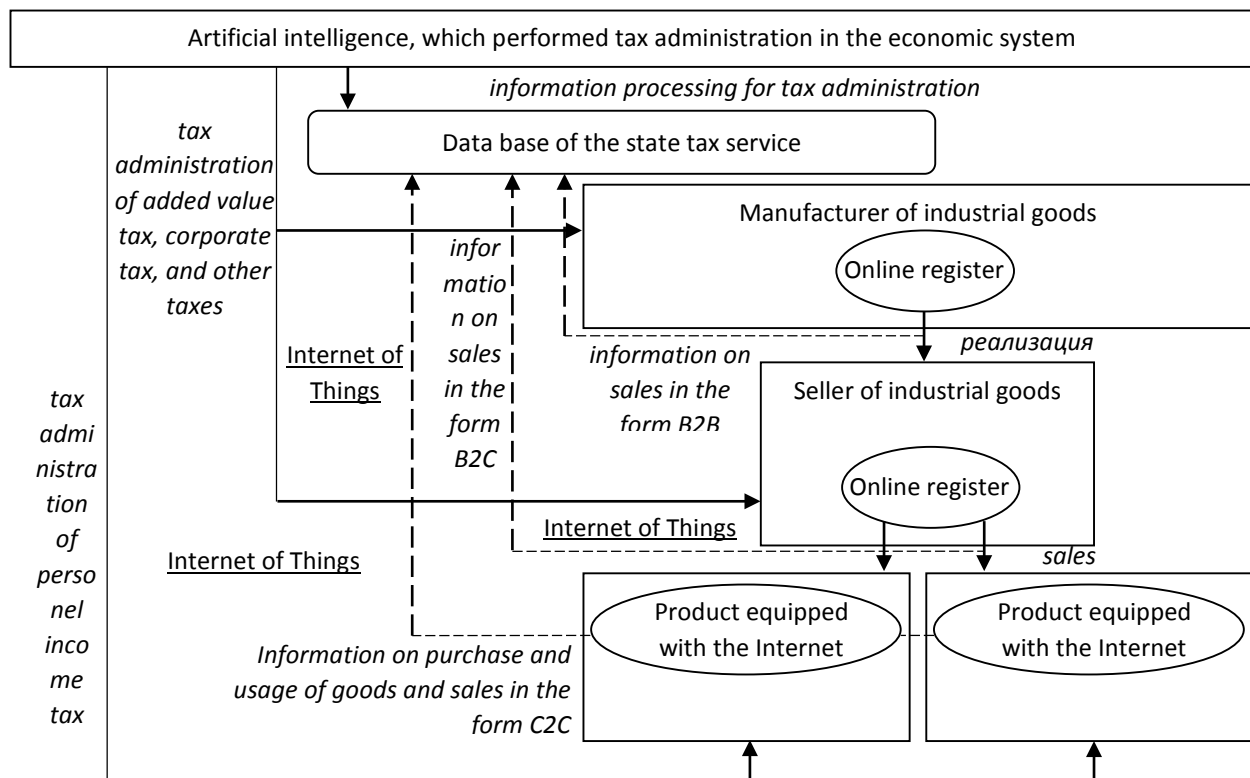 Artificial intelligence, which performed tax administration in the economic system
information processing for tax administration
Data base of the state tax service
tax
administration
of added value
tax, corporate
tax, and other
taxes
Manufacturer of industrial goods
Online register
infor
matio
n on
sales
in the
form
B2C
Internet of
Things
information on
sales in the
form B2B
реализация
Seller of industrial goods
Online register
tax
admi
nistra
tion
of
perso
nel
inco
me
tax
Internet of Things
Internet of Things
sales
Product equipped
with the Internet
Product equipped
with the Internet
Information on purchase and
usage of goods and sales in the
form C2C